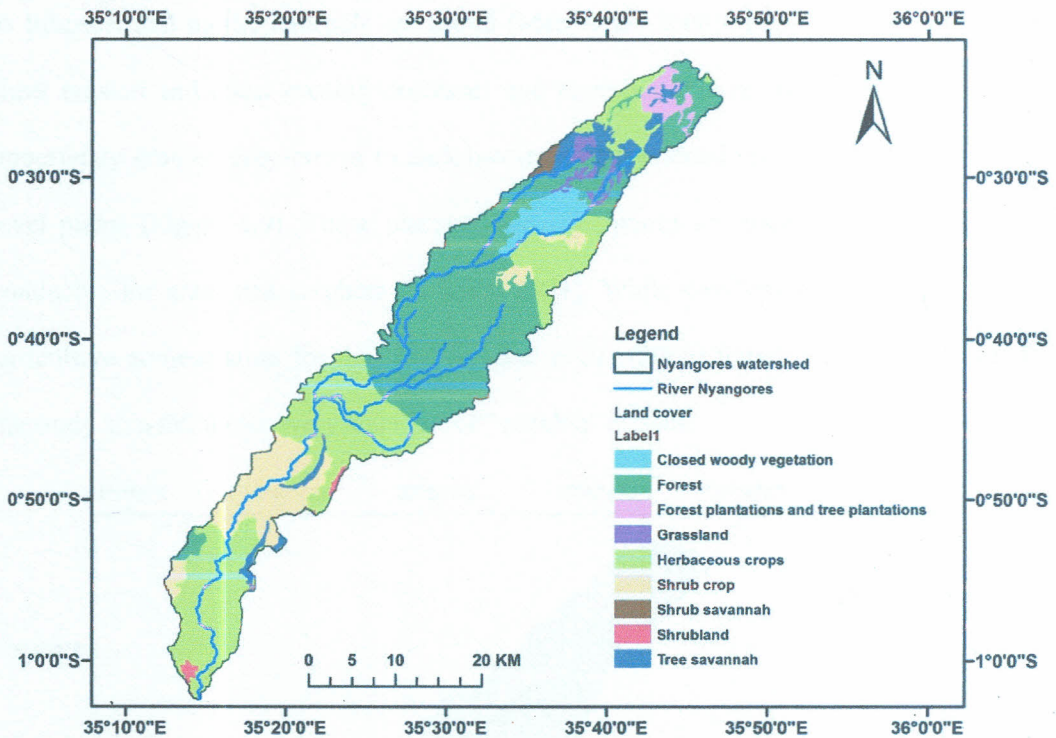 35°10'0"E 35°20'0"E 35°30'0"E 35°40'0"E 35°50'0"E 36°0'0"E
N
0°30'0"S 0°30'0"S
0°40'0"S 0°40'0"S
Legend
Nyangores watershed
River Nyangores
Land cover
Label1
Closed woody vegetation
Forest
0°50'0"S 0°50'0"S
Forest plantations and tree plantations
Grassland
Herbaceous crops
Shrub crop
Shrub savannah
Shrubland
1°0'0"S 1°0'0"S
Tree savannah
0 5 10 20 KM
35°10'0"E 35°20'0"E 35°30'0"E 35°40'0"E 35°50'0"E 36°0'0"E